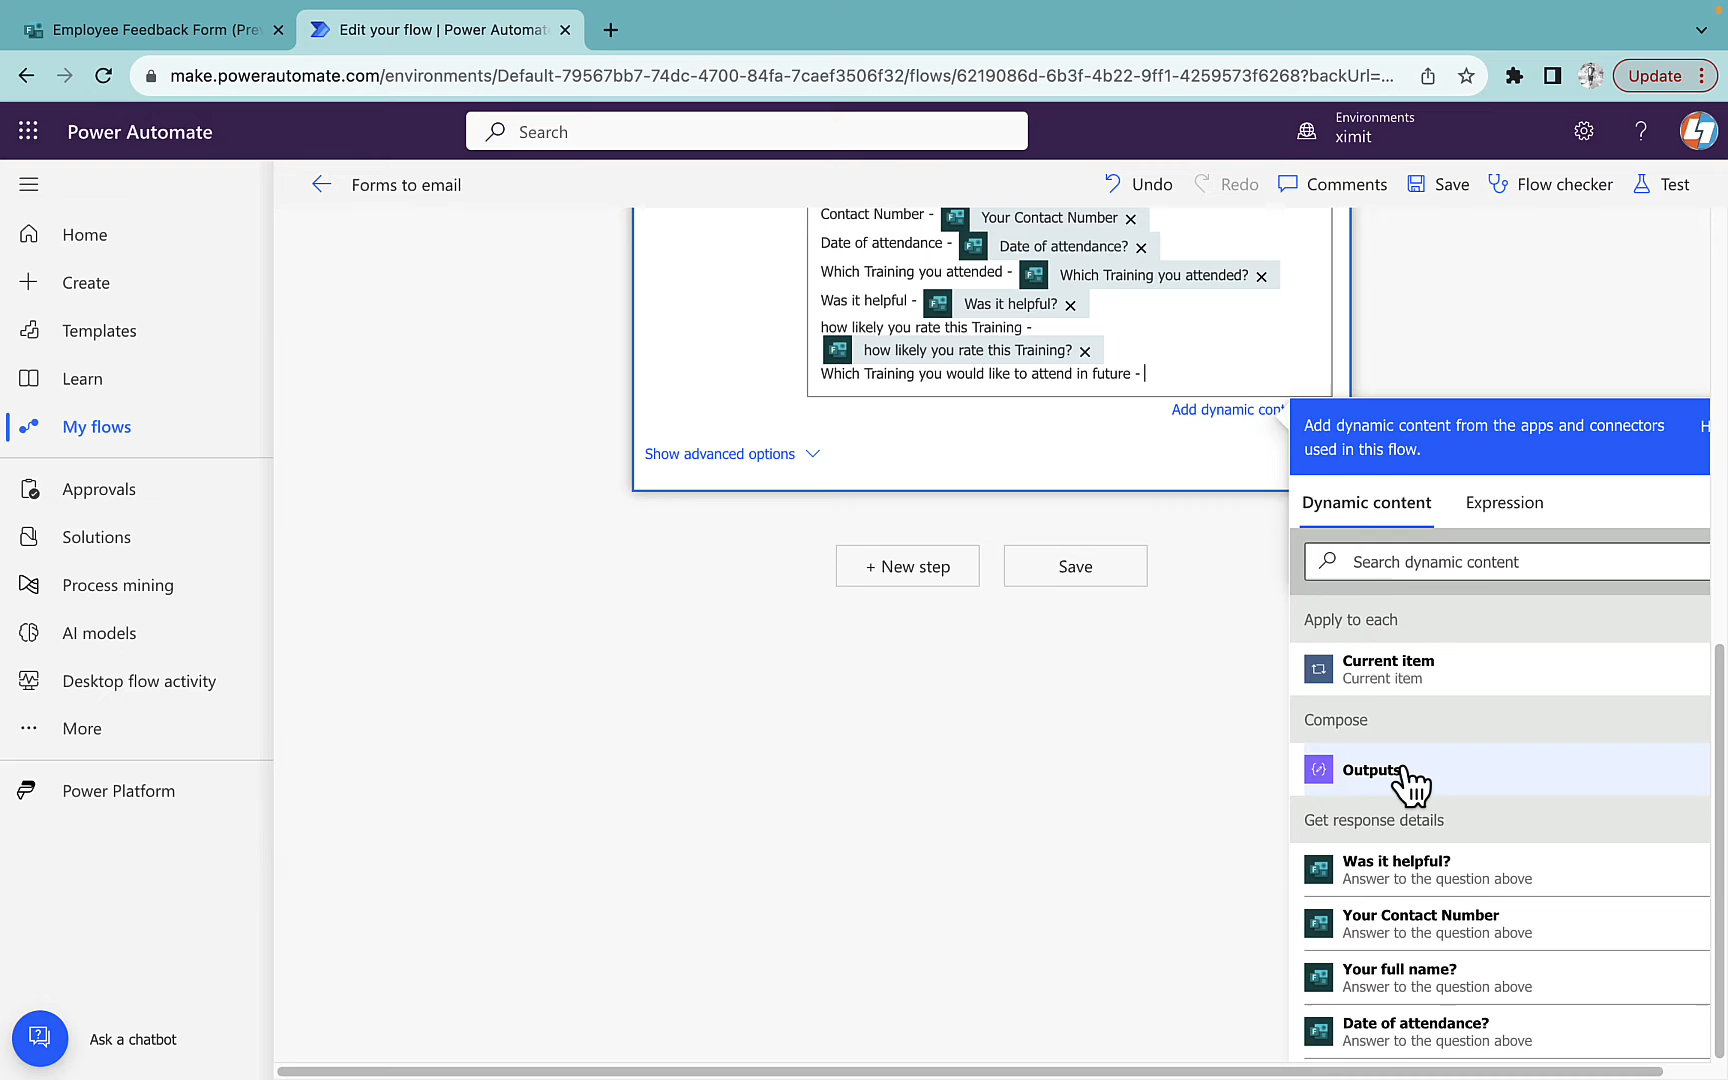 Employee Feedback Form (Pre
Edit your flow | Power Automat
make.powerautomate.com/environments/Default-79567bb7-74dc-4700-84fa-7caef3506f32/flows/6219086d-6b3f-4b22-9ff1-4259573f6268?backUrl=...
Update
Power Automate
Search
Environments
ximit
Forms to email
Undo
Redo
Comments
Save
Flow checker
Test
Home
Create
Templates
Learn
My flows
Approvals
Solutions
Process mining
AI models
Desktop flow activity
More
Power Platform
Ask a chatbot
Contact Number - Your Contact Number
Date of attendance - Date of attendance?
Which Training you attended - Which Training you attended?
Was it helpful - Was it helpful?
how likely you rate this Training -
how likely you rate this Training?
Which Training you would like to attend in future -
Add dynamic cont
Show advanced options
+ New step
Save
Add dynamic content from the apps and connectors
used in this flow.
H
Dynamic content
Expression
Search dynamic content
Apply to each
Current item
Current item
Compose
Outputs
Get response details
Was it helpful?
Answer to the question above
Your Contact Number
Answer to the question above
Your full name?
Answer to the question above
Date of attendance?
Answer to the question above